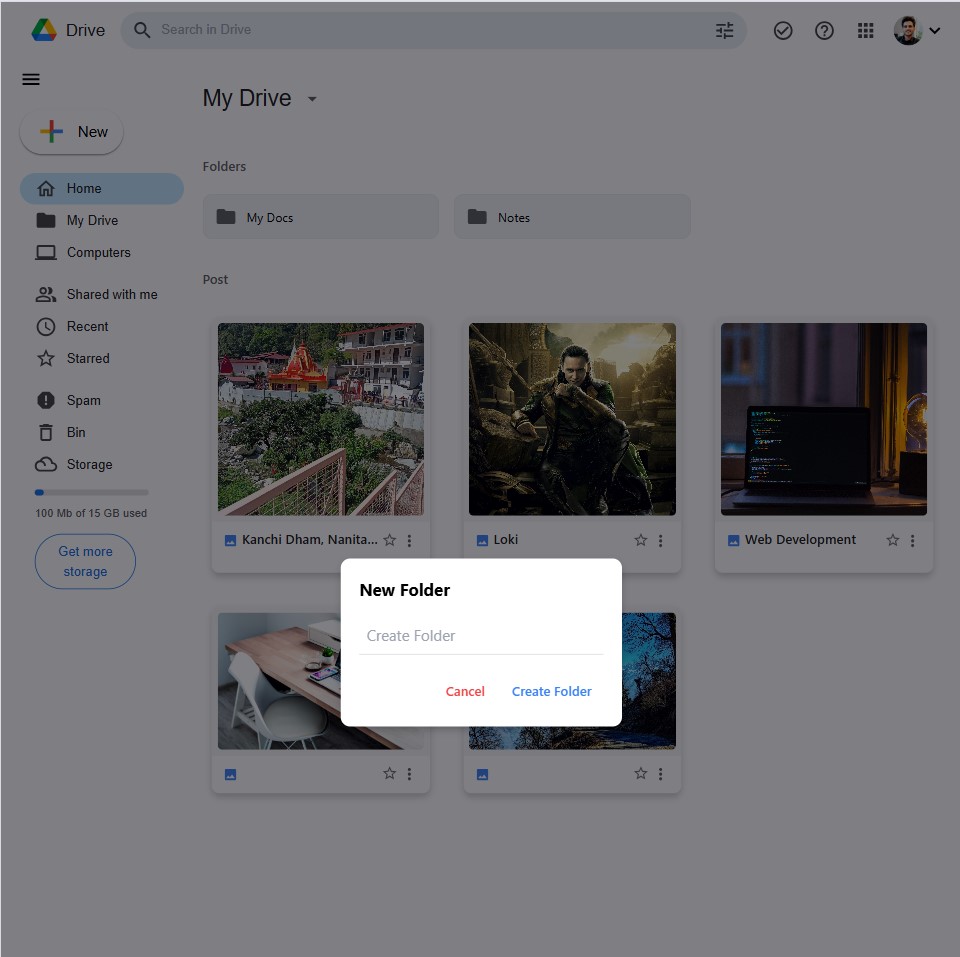 Drive
Search in Drive
My Drive
New
Folders
Home
My Drive
Computers
My Docs
Notes
Shared with me
Recent
Starred
Post
Spam
Bin
Storage
100 Mb of 15 GB used
Get more
storage
Kanchi Dham, Nanita...
Loki
Web Development
New Folder
Create Folder
Cancel
Create Folder